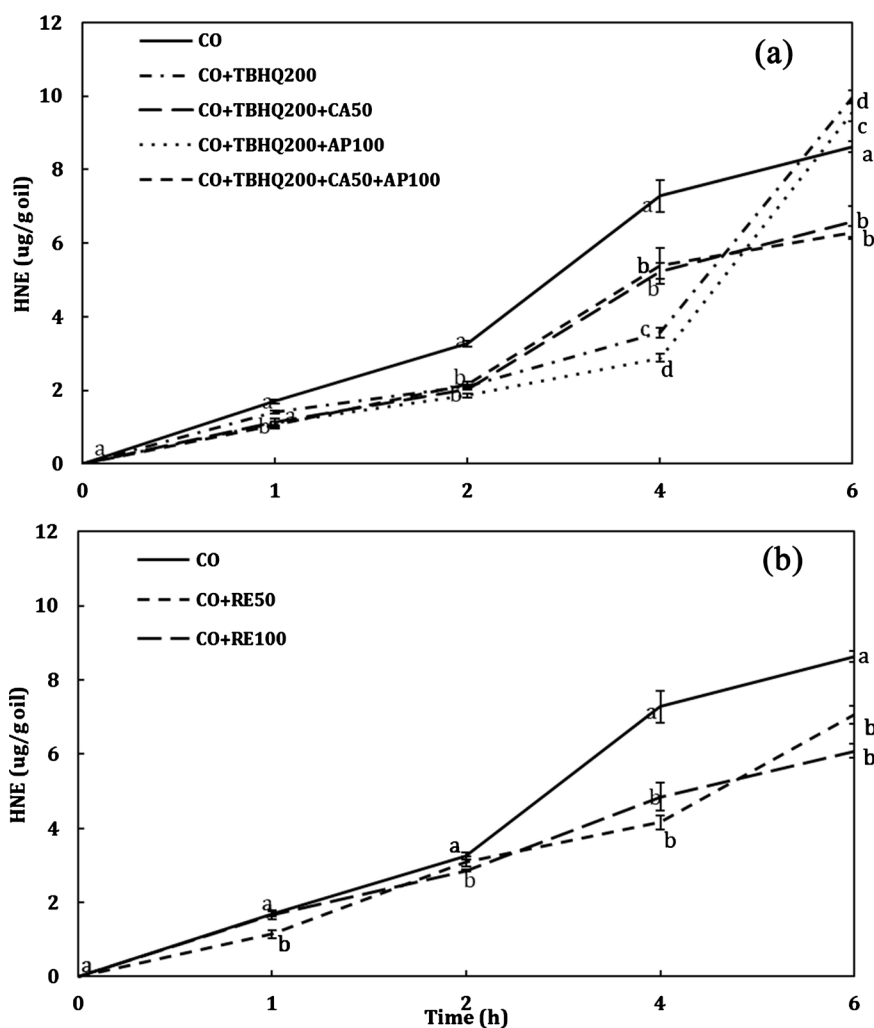 12
10
8
6
4
2
0
HNE (ug/g oil)
CO
CO+TBHQ200
CO+TBHQ200+CA50
CO+TBHQ200+AP100
CO+TBHQ200+CA50+AP100
(a)
d
c
a
b
b
a
b
b
c
d
a
b
b
a
a
b
a
0 1 2 4 6
12
10
8
6
4
2
0
HNE (ug/g oil)
CO
CO+RE50
CO+RE100
(b)
a
b
b
a
b
b
a
b
a
b
a
0 1 2 4 6
Time (h)